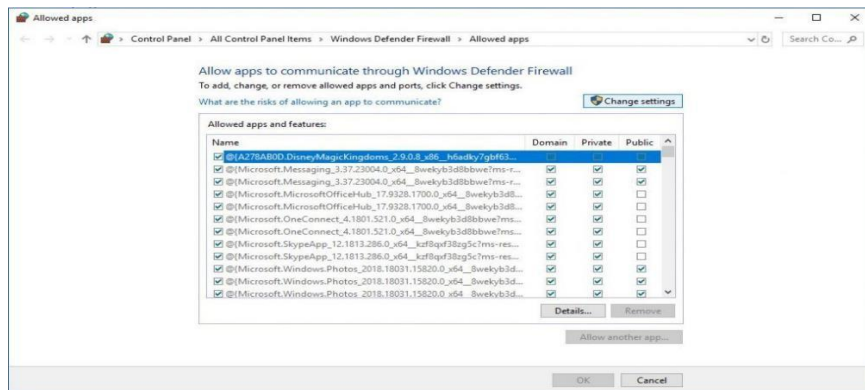 Allowed apps
Control Panel > All Control Panel Items > Windows Defender Firewall > Allowed apps
Search Co...
Allow apps to communicate through Windows Defender Firewall
To add, change, or remove allowed apps and ports, click Change settings.
What are the risks of allowing an app to communicate?
Change settings
Allowed apps and features:
Name Domain Private Public
@{A278AB0D.DisneyMagicKingdoms_2.9.0.8_x86__h6adky7gbf63...
@{Microsoft.Messaging_3.37.23004.0_x64__8wekyb3d8bbwe?ms-r...
@{Microsoft.Messaging_3.37.23004.0_x64__8wekyb3d8bbwe?ms-r...
@{Microsoft.MicrosoftOfficeHub_17.9328.1700.0_x64__8wekyb3d8...
@{Microsoft.MicrosoftOfficeHub_17.9328.1700.0_x64__8wekyb3d8...
@{Microsoft.OneConnect_4.1801.521.0_x64__8wekyb3d8bbwe?ms...
@{Microsoft.OneConnect_4.1801.521.0_x64__8wekyb3d8bbwe?ms...
@{Microsoft.SkypeApp_12.1813.286.0_x64__kzf8qxf38zg5c?ms-res...
@{Microsoft.SkypeApp_12.1813.286.0_x64__kzf8qxf38zg5c?ms-res...
@{Microsoft.Windows.Photos_2018.18031.15820.0_x64__8wekyb3d...
@{Microsoft.Windows.Photos_2018.18031.15820.0_x64__8wekyb3d...
Details... Remove
Allow another app...
OK Cancel